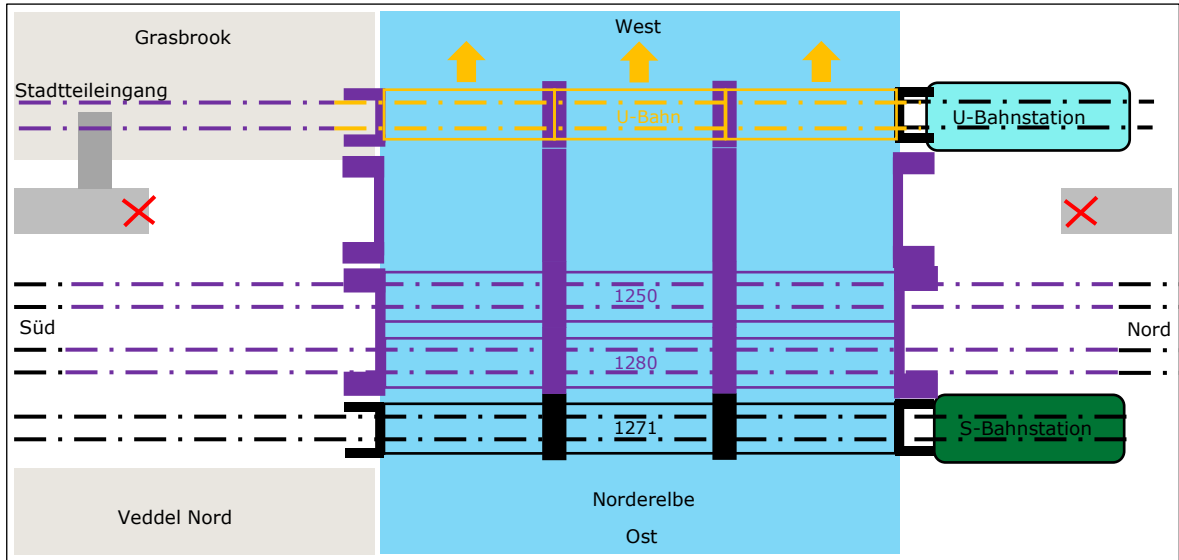 West
Grasbrook
Stadtteileingang
U-Bahn
U-Bahnstation
1250
Süd
Nord
1280
1271
S-Bahnstation
Norderelbe
Veddel Nord
Ost